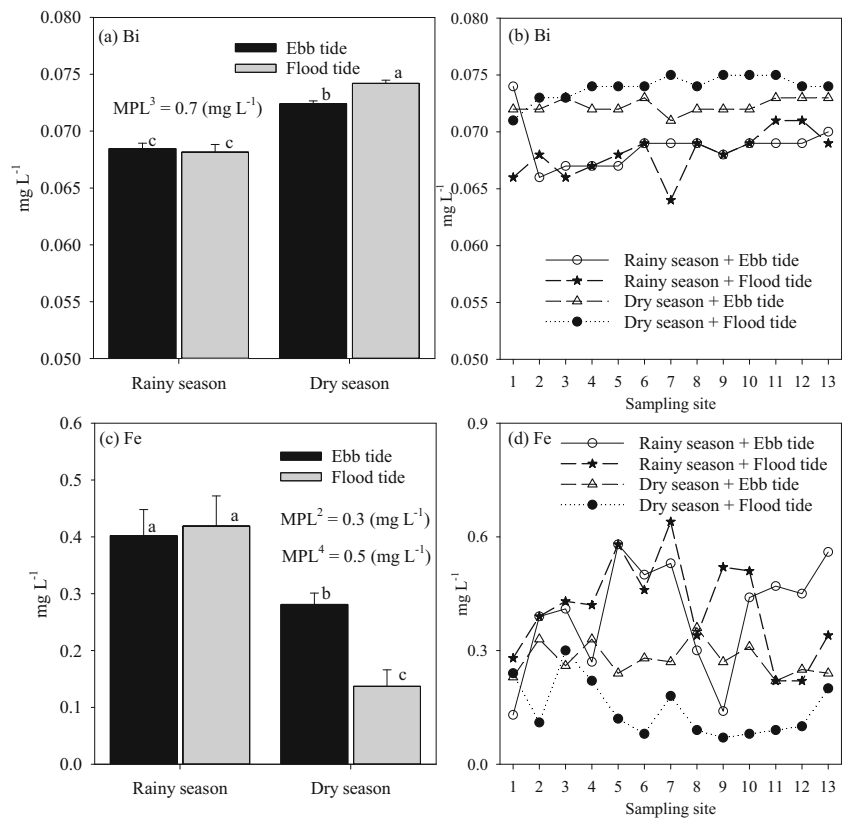 (a) Bi
Ebb tide
Flood tide
MPL³ = 0.7 (mg L⁻¹)
c
c
b
a
mg L⁻¹
0.080
0.075
0.070
0.065
0.060
0.055
0.050
Rainy season
Dry season
(b) Bi
mg L⁻¹
0.080
0.075
0.070
0.065
0.060
0.055
0.050
Rainy season + Ebb tide
Rainy season + Flood tide
Dry season + Ebb tide
Dry season + Flood tide
1 2 3 4 5 6 7 8 9 10 11 12 13
Sampling site
(c) Fe
Ebb tide
Flood tide
MPL² = 0.3 (mg L⁻¹)
MPL⁴ = 0.5 (mg L⁻¹)
a
a
b
c
mg L⁻¹
0.6
0.5
0.4
0.3
0.2
0.1
0.0
Rainy season
Dry season
(d) Fe
Rainy season + Ebb tide
Rainy season + Flood tide
Dry season + Ebb tide
Dry season + Flood tide
mg L⁻¹
0.9
0.6
0.3
0.0
1 2 3 4 5 6 7 8 9 10 11 12 13
Sampling site